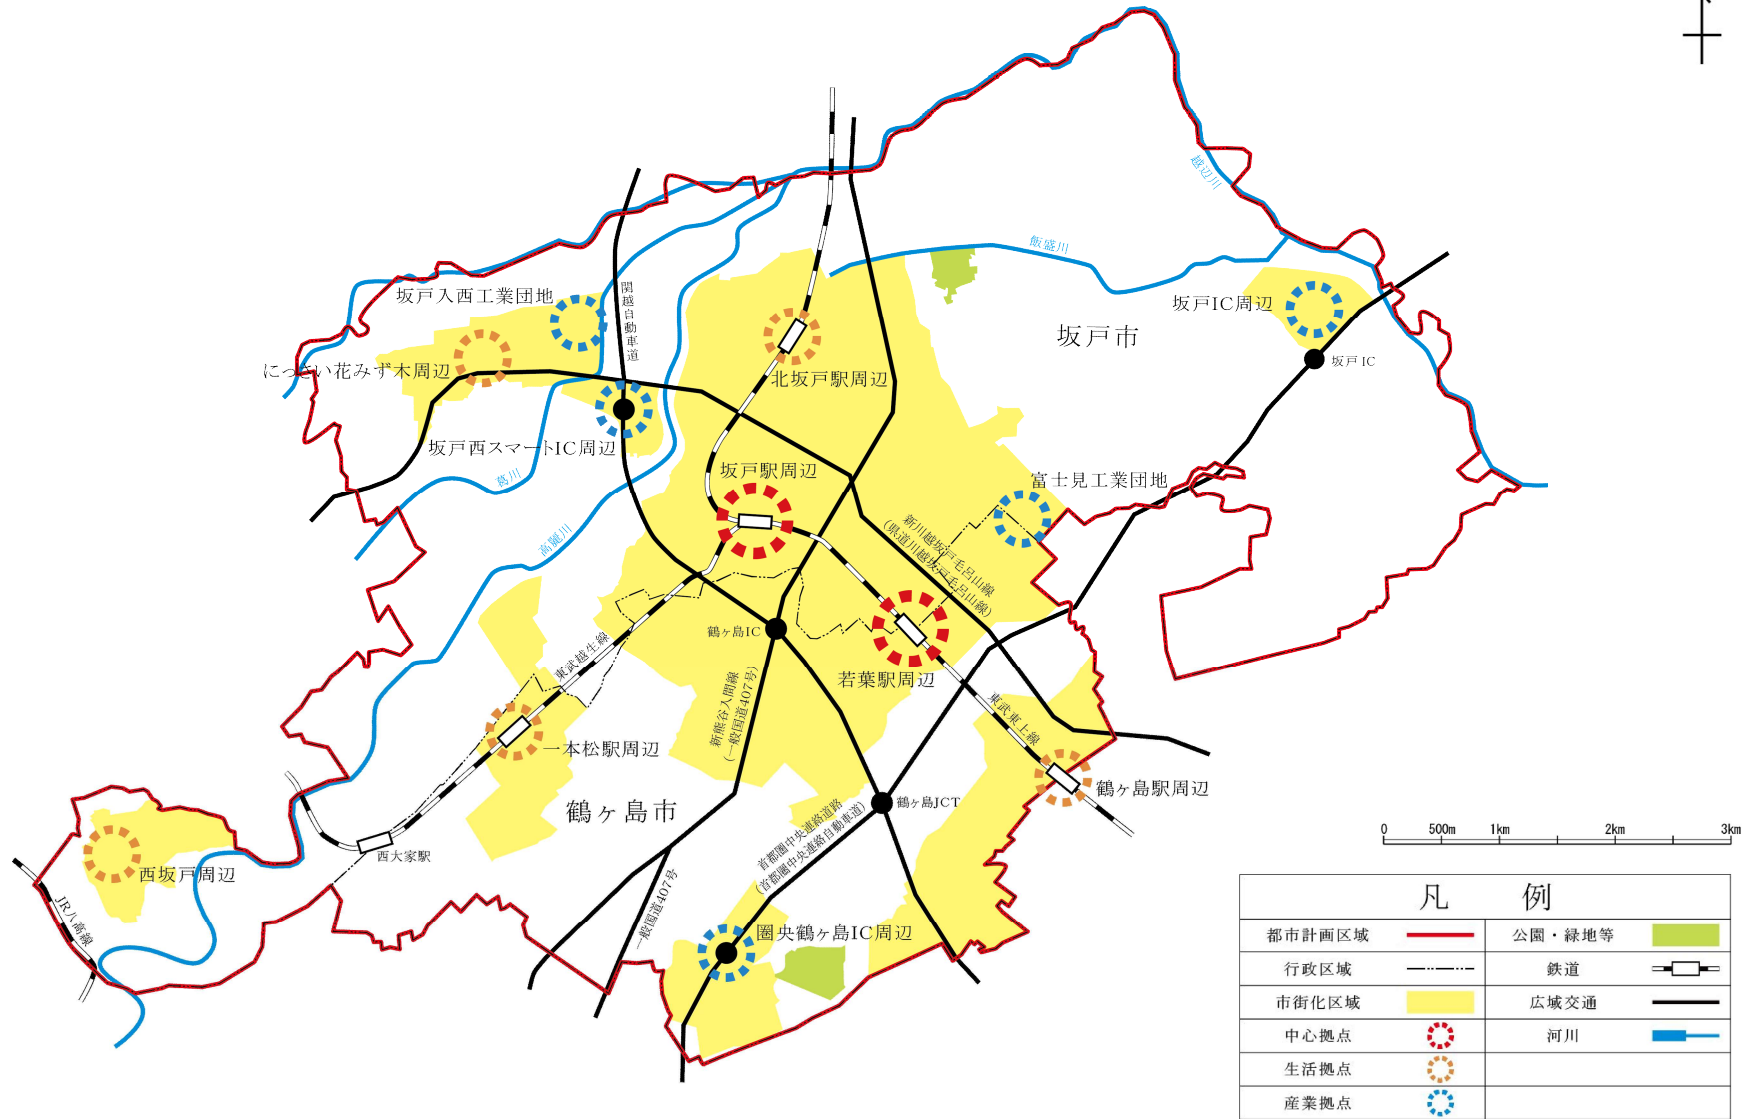 越辺川
飯盛川
坂戸入西工業団地
関越自動車道
坂戸IC周辺
坂戸市
坂戸IC
にっさい花みず木周辺
北坂戸駅周辺
坂戸西スマートIC周辺
坂戸駅周辺
葛川
富士見工業団地
高麗川
新川越坂戸毛呂山線
(県道川越坂戸毛呂山線)
鶴ヶ島IC
東武越生線
若葉駅周辺
新熊谷入間線
(一般国道407号)
東武東上線
一本松駅周辺
鶴ヶ島駅周辺
鶴ヶ島市
鶴ヶ島JCT
首都圏中央連絡道路
(首都圏中央連絡自動車道)
西大家駅
西坂戸周辺
JR八高線
一般国道407号
圏央鶴ヶ島IC周辺
0 500m 1km 2km 3km
凡 例
都市計画区域 公園・緑地等
行政区域 鉄道
市街化区域 広域交通
中心拠点 河川
生活拠点
産業拠点